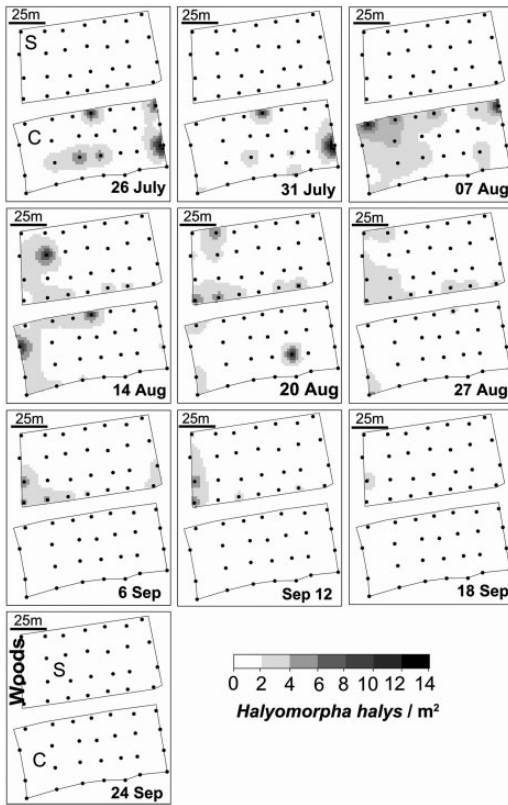 25m
S
C
26 July
25m
31 July
25m
07 Aug
25m
14 Aug
25m
20 Aug
25m
27 Aug
25m
6 Sep
25m
Sep 12
25m
18 Sep
25m
Woods
S
C
24 Sep
0 2 4 6 8 10 12 14
Halyomorpha halys / m²